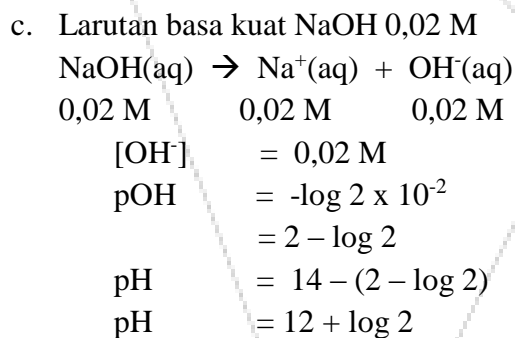 c. Larutan basa kuat NaOH 0,02 M
NaOH(aq) → Na⁺(aq) + OH⁻(aq)
0,02 M 0,02 M 0,02 M
[OH⁻] = 0,02 M
pOH = -log 2 x 10⁻²
= 2 – log 2
pH = 14 – (2 – log 2)
pH = 12 + log 2